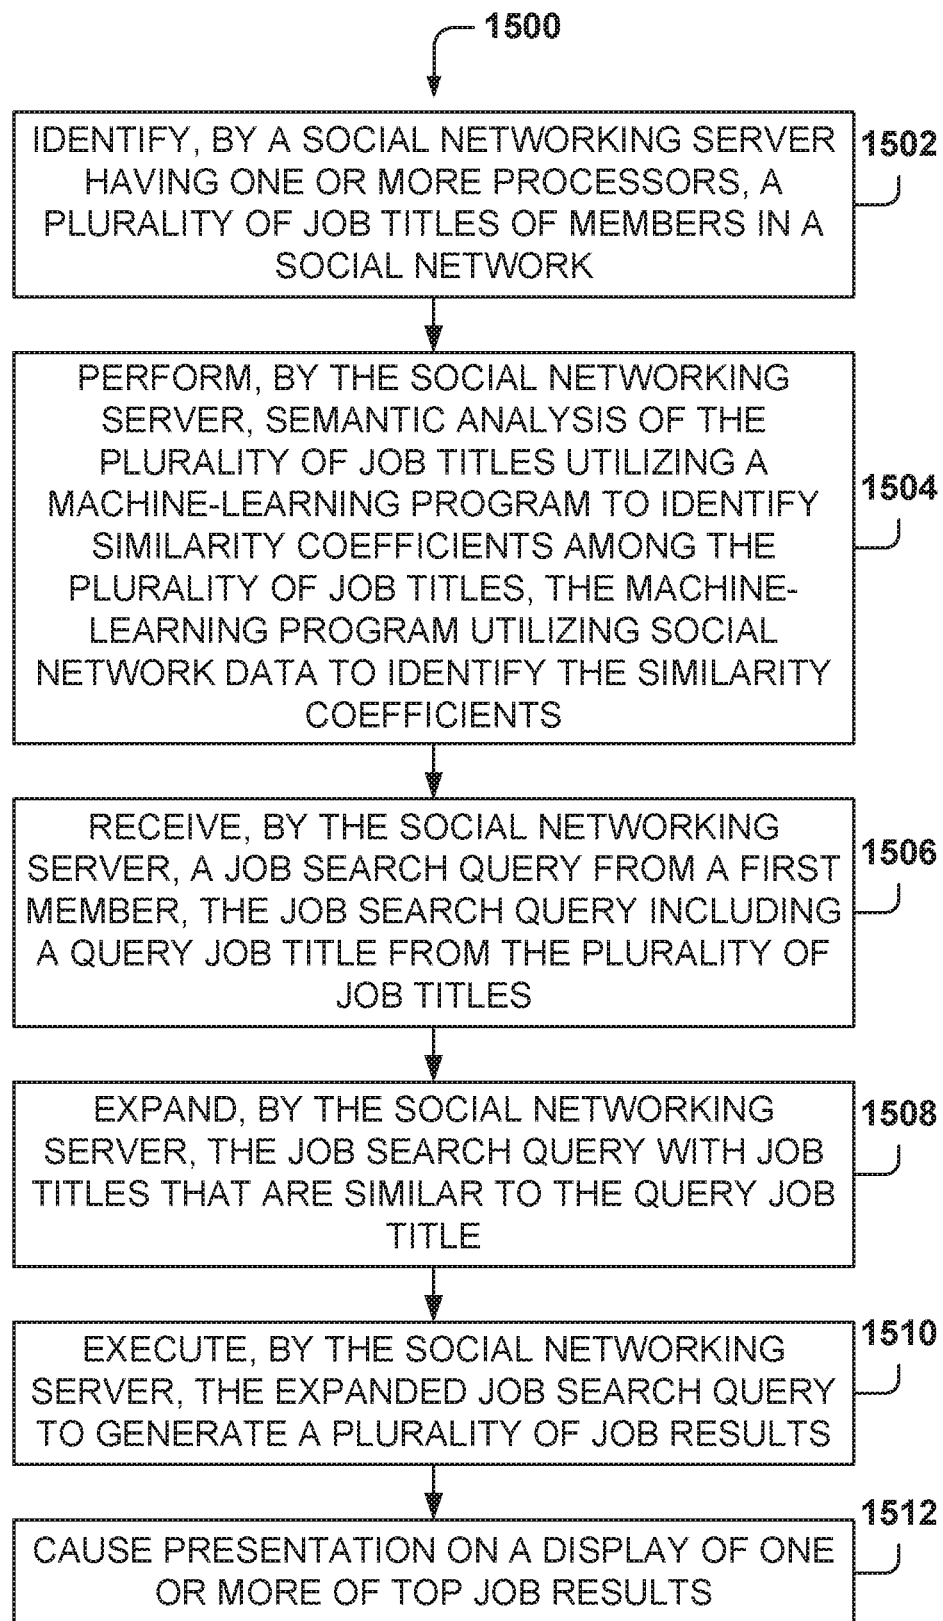 1500
IDENTIFY, BY A SOCIAL NETWORKING SERVER
HAVING ONE OR MORE PROCESSORS, A
PLURALITY OF JOB TITLES OF MEMBERS IN A
SOCIAL NETWORK
1502
PERFORM, BY THE SOCIAL NETWORKING
SERVER, SEMANTIC ANALYSIS OF THE
PLURALITY OF JOB TITLES UTILIZING A
MACHINE-LEARNING PROGRAM TO IDENTIFY
SIMILARITY COEFFICIENTS AMONG THE
PLURALITY OF JOB TITLES, THE MACHINE-
LEARNING PROGRAM UTILIZING SOCIAL
NETWORK DATA TO IDENTIFY THE SIMILARITY
COEFFICIENTS
1504
RECEIVE, BY THE SOCIAL NETWORKING
SERVER, A JOB SEARCH QUERY FROM A FIRST
MEMBER, THE JOB SEARCH QUERY INCLUDING
A QUERY JOB TITLE FROM THE PLURALITY OF
JOB TITLES
1506
EXPAND, BY THE SOCIAL NETWORKING
SERVER, THE JOB SEARCH QUERY WITH JOB
TITLES THAT ARE SIMILAR TO THE QUERY JOB
TITLE
1508
EXECUTE, BY THE SOCIAL NETWORKING
SERVER, THE EXPANDED JOB SEARCH QUERY
TO GENERATE A PLURALITY OF JOB RESULTS
1510
CAUSE PRESENTATION ON A DISPLAY OF ONE
OR MORE OF TOP JOB RESULTS
1512